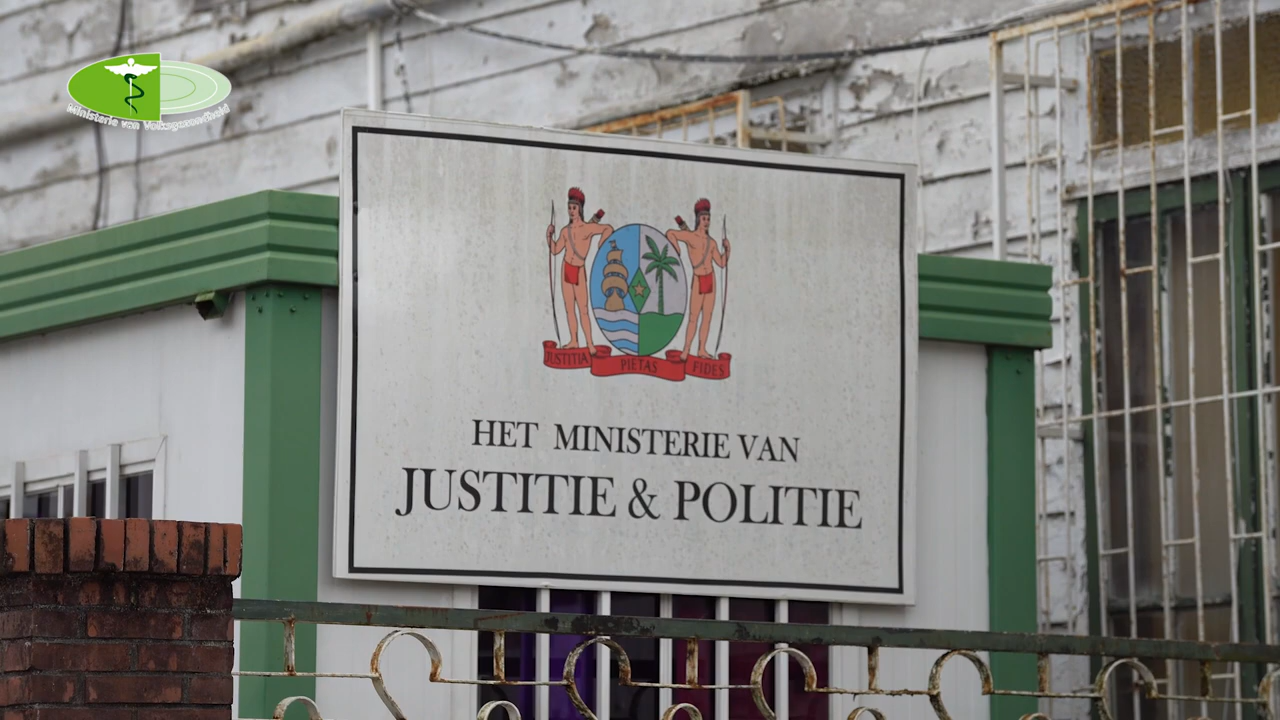 Ministerie van Volksgezondheid
JUSTITIA PIETAS FIDES
HET MINISTERIE VAN
JUSTITIE & POLITIE